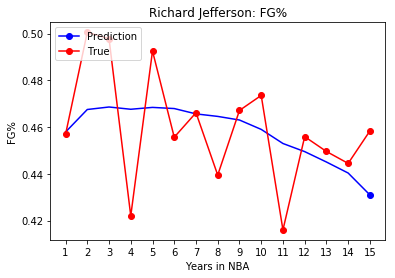 Richard Jefferson: FG%
Prediction
True
FG%
0.50
0.48
0.46
0.44
0.42
1 2 3 4 5 6 7 8 9 10 11 12 13 14 15
Years in NBA